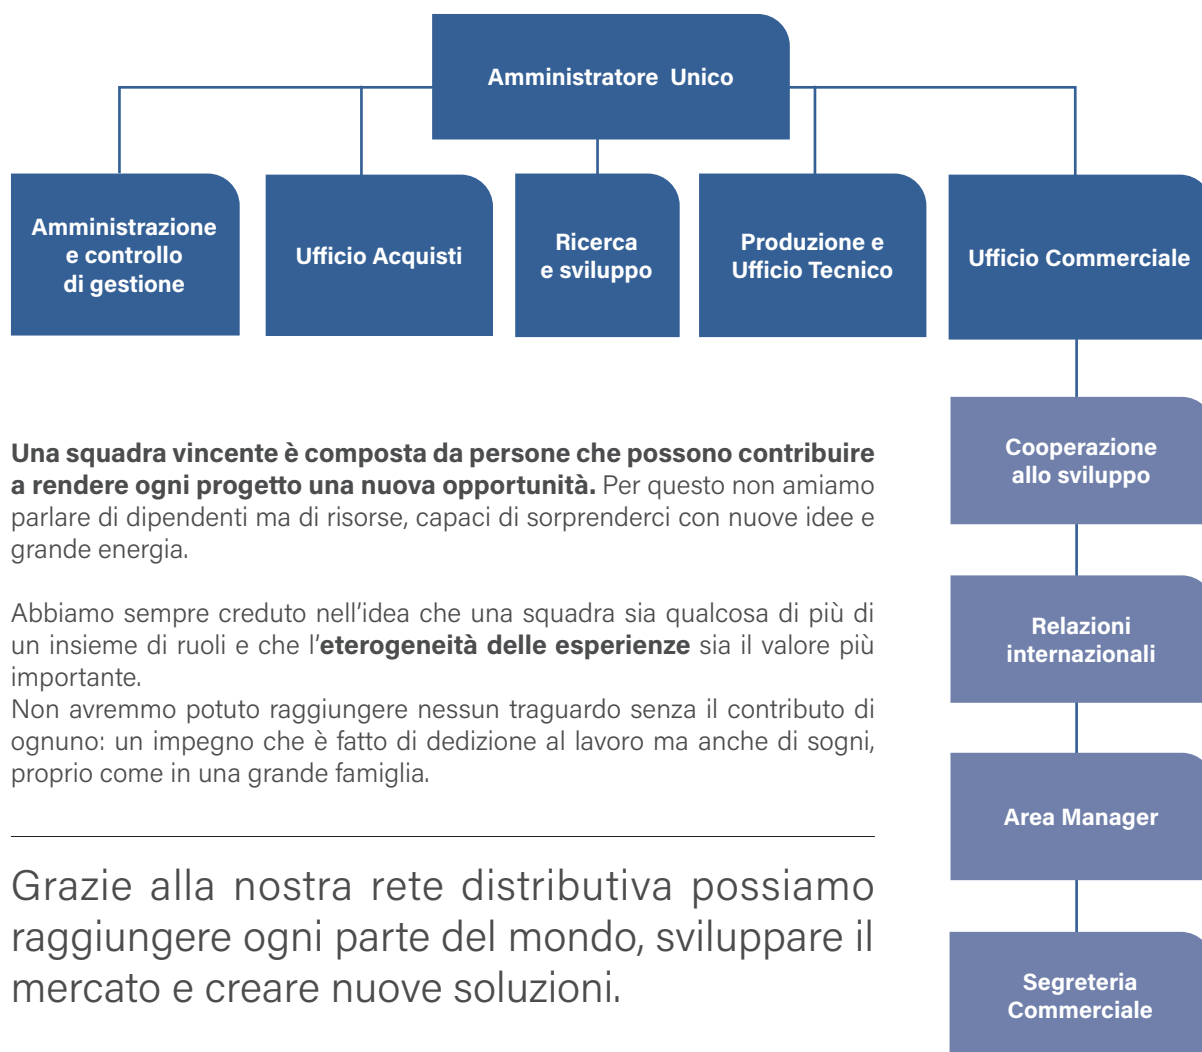 Amministratore Unico
Amministrazione
e controllo
di gestione
Ufficio Acquisti
Ricerca
e sviluppo
Produzione e
Ufficio Tecnico
Ufficio Commerciale
Cooperazione
allo sviluppo
Relazioni
internazionali
Area Manager
Segreteria
Commerciale
Una squadra vincente è composta da persone che possono contribuire
a rendere ogni progetto una nuova opportunità. Per questo non amiamo
parlare di dipendenti ma di risorse, capaci di sorprenderci con nuove idee e
grande energia.
Abbiamo sempre creduto nell'idea che una squadra sia qualcosa di più di
un insieme di ruoli e che l'eterogeneità delle esperienze sia il valore più
importante.
Non avremmo potuto raggiungere nessun traguardo senza il contributo di
ognuno: un impegno che è fatto di dedizione al lavoro ma anche di sogni,
proprio come in una grande famiglia.
Grazie alla nostra rete distributiva possiamo
raggiungere ogni parte del mondo, sviluppare il
mercato e creare nuove soluzioni.